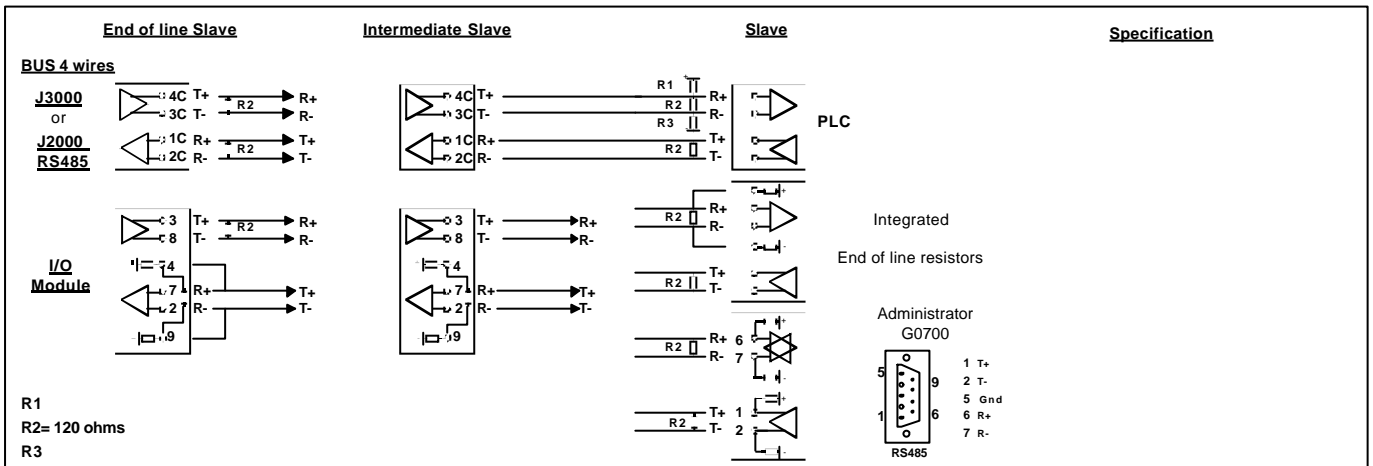 End of line Slave Intermediate Slave Slave Specification
BUS 4 wires
J3000
or
J2000
RS485
4C T+ R2 R+
3C T- R-
1C R+ R2 T+
2C R- T-
4C T+
3C T-
1C R+
2C R-
R1
R2
R3
R2
R+
R-
T+
T-
PLC
I/O
Module
3 T+ R2 R+
8 T- R-
4
7 R+ T+
2 R- T-
9
3 T+ R+
8 T- R-
4
7 R+ T+
2 R- T-
9
R+
R2
R-
+
-
T+
R2
T-
Integrated
End of line resistors
R+ 6
R2
R- 7
+
-
T+ 1
R2
T- 2
+
-
Administrator
G0700
5
9
1
6
RS485
1 T+
2 T-
5 Gnd
6 R+
7 R-
R1
R2= 120 ohms
R3